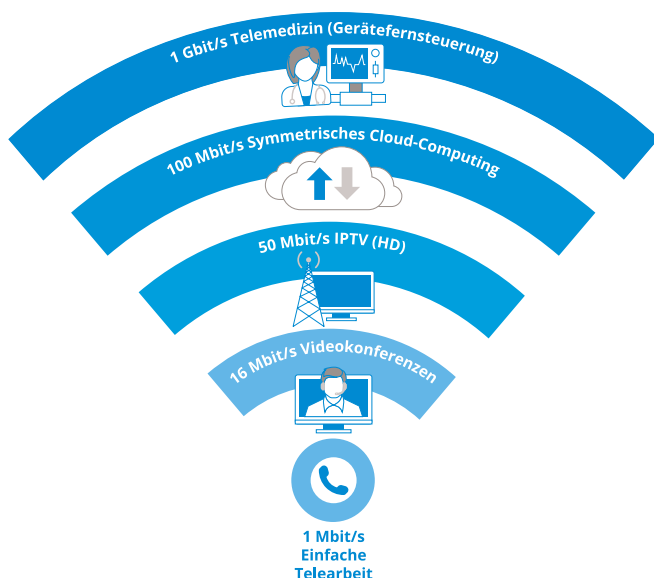 1 Gbit/s Telemedizin (Gerätefernsteuerung)
100 Mbit/s Symmetrisches Cloud-Computing
50 Mbit/s IPTV (HD)
16 Mbit/s Videokonferenzen
1 Mbit/s
Einfache
Telearbeit